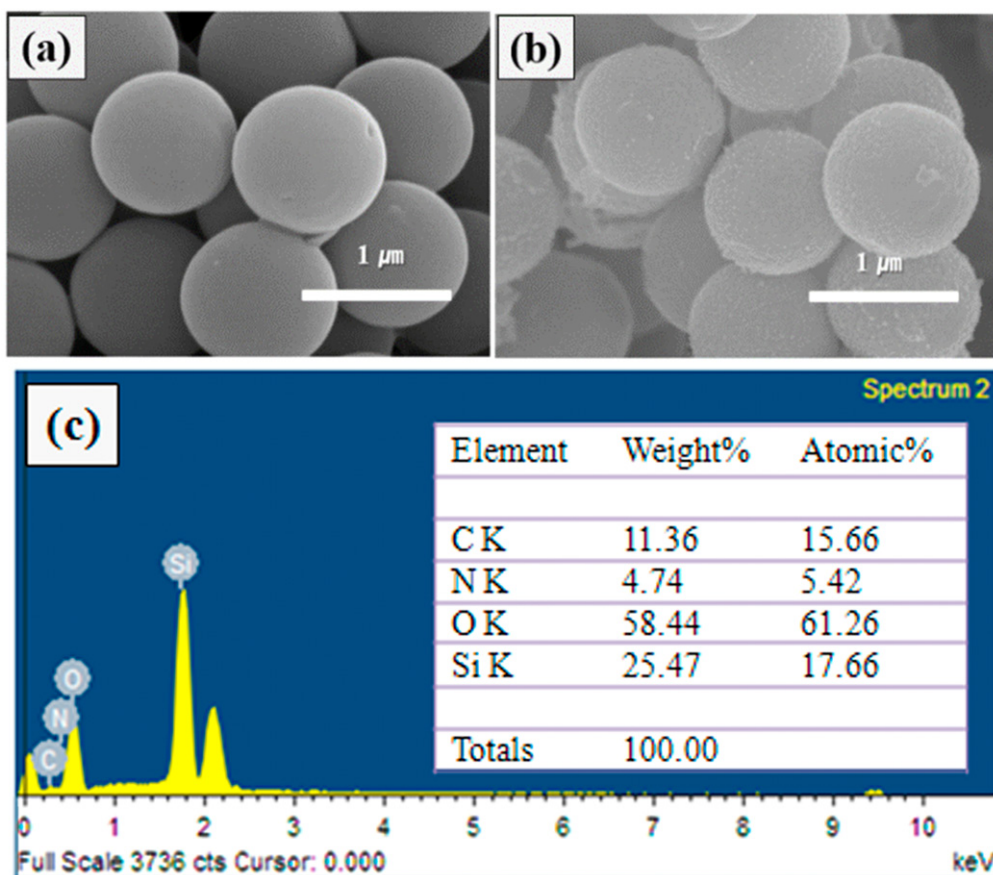 (a)
1 μm
(b)
1 μm
(c)
Spectrum 2
Element Weight% Atomic%
C K 11.36 15.66
N K 4.74 5.42
O K 58.44 61.26
Si K 25.47 17.66
Totals 100.00
Si
O
N
C
0 1 2 3 4 5 6 7 8 9 10
Full Scale 3736 cts Cursor: 0.000 keV